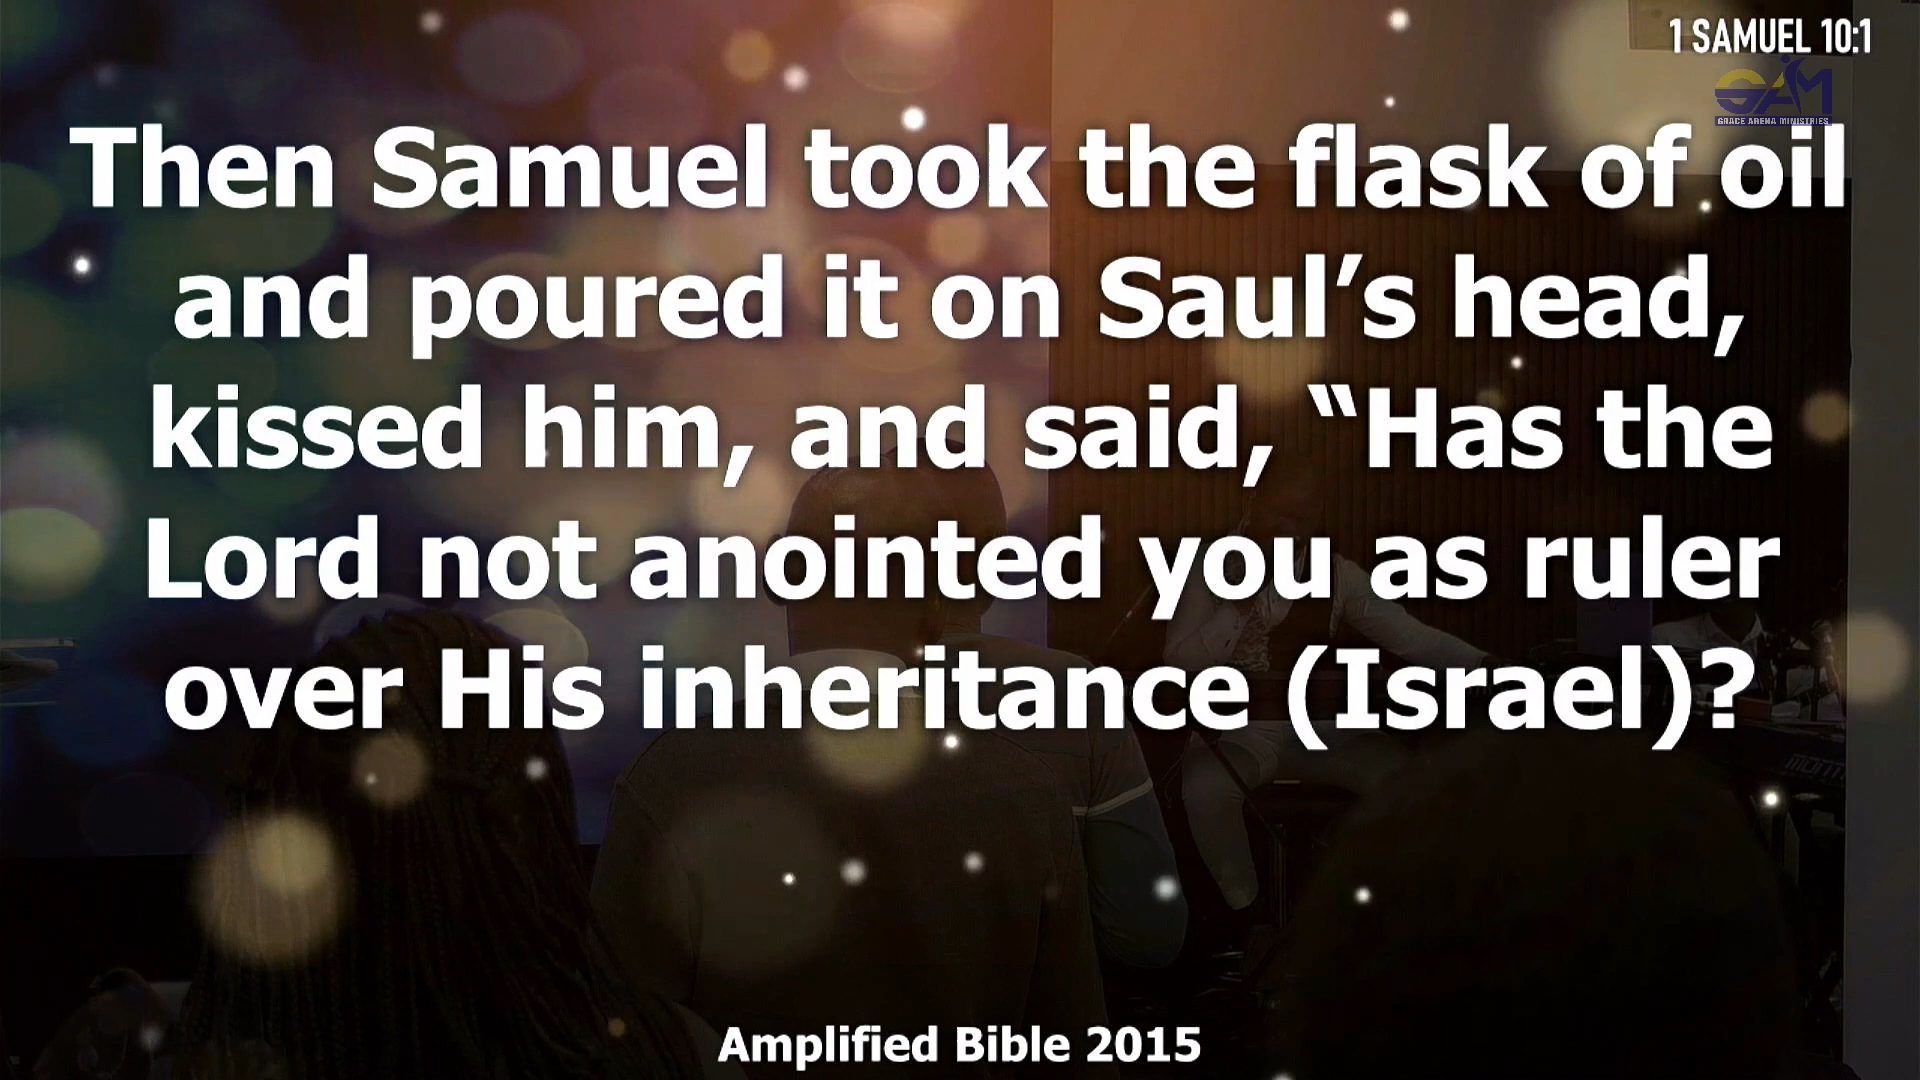 1 SAMUEL 10:1
GAM
GRACE ARENA MINISTRIES
Then Samuel took the flask of oil
and poured it on Saul’s head,
kissed him, and said, “Has the
Lord not anointed you as ruler
over His inheritance (Israel)?
Amplified Bible 2015